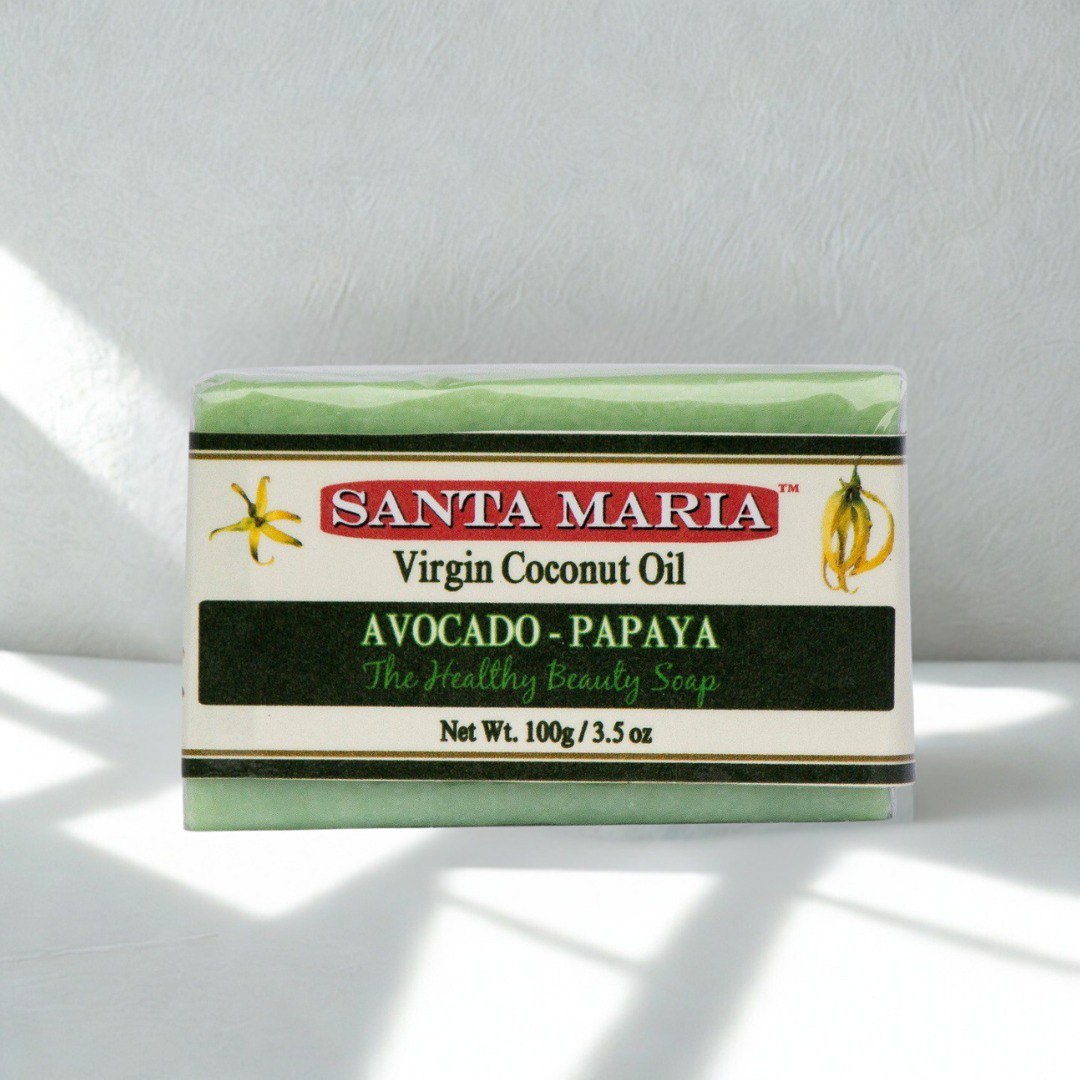 SANTA MARIA™
Virgin Coconut Oil
AVOCADO - PAPAYA
The Healthy Beauty Soap
Net Wt. 100g / 3.5 oz